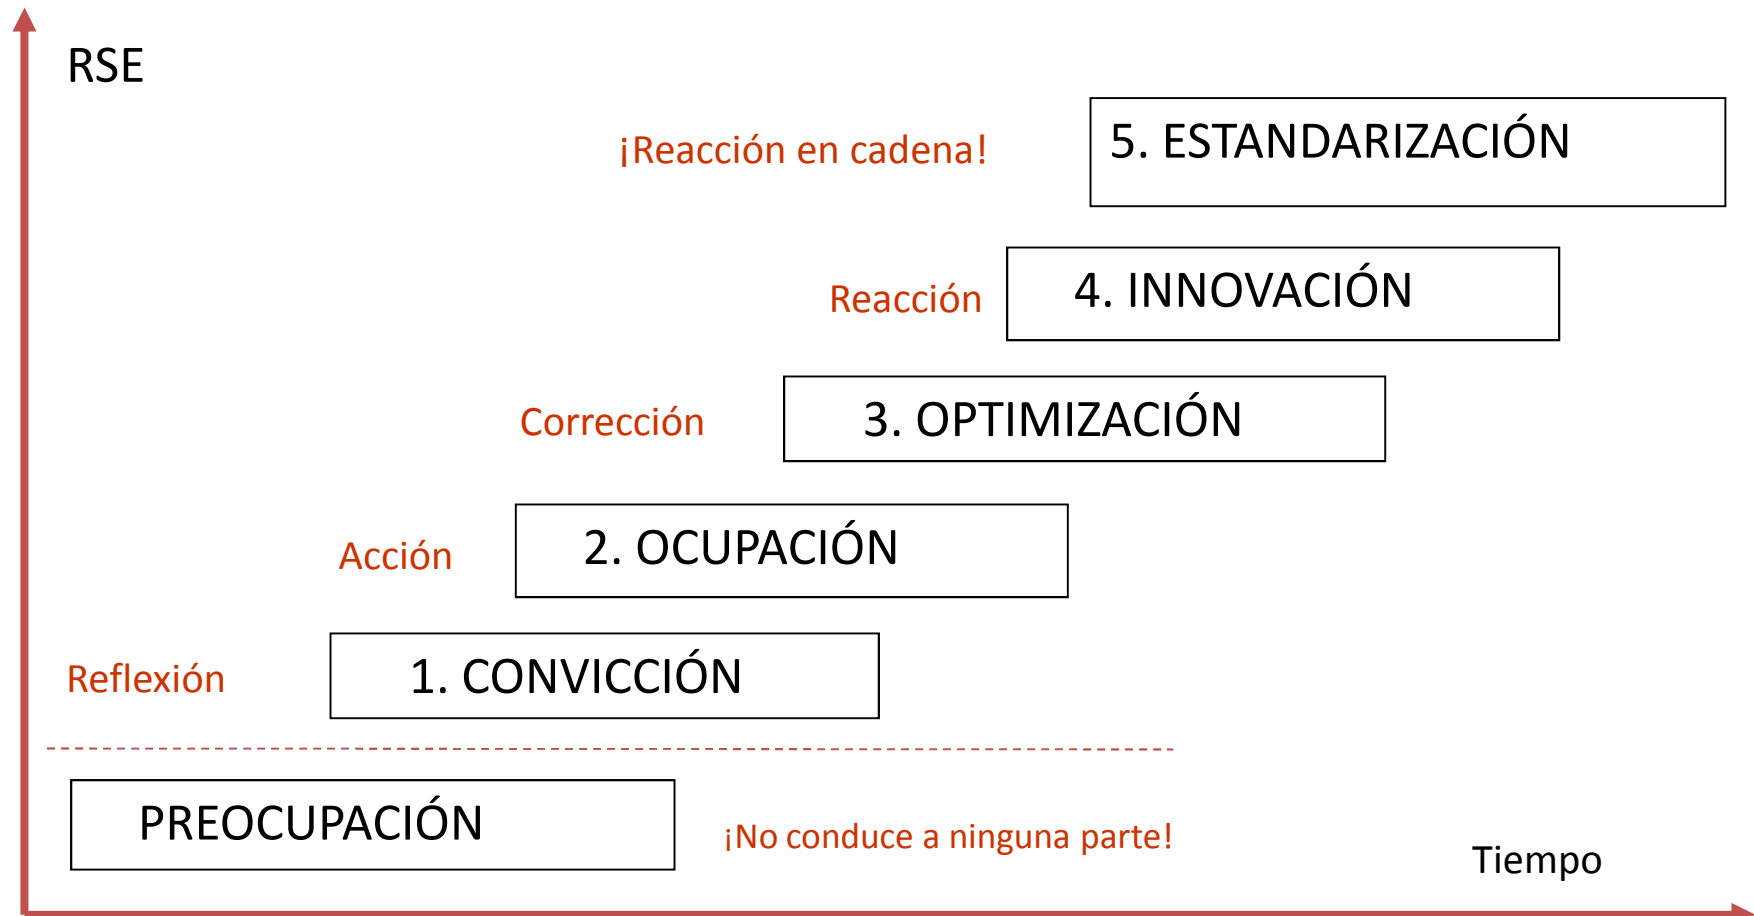 RSE
¡Reacción en cadena!
5. ESTANDARIZACIÓN
Reacción
4. INNOVACIÓN
Corrección
3. OPTIMIZACIÓN
Acción
2. OCUPACIÓN
Reflexión
1. CONVICCIÓN
PREOCUPACIÓN
¡No conduce a ninguna parte!
Tiempo